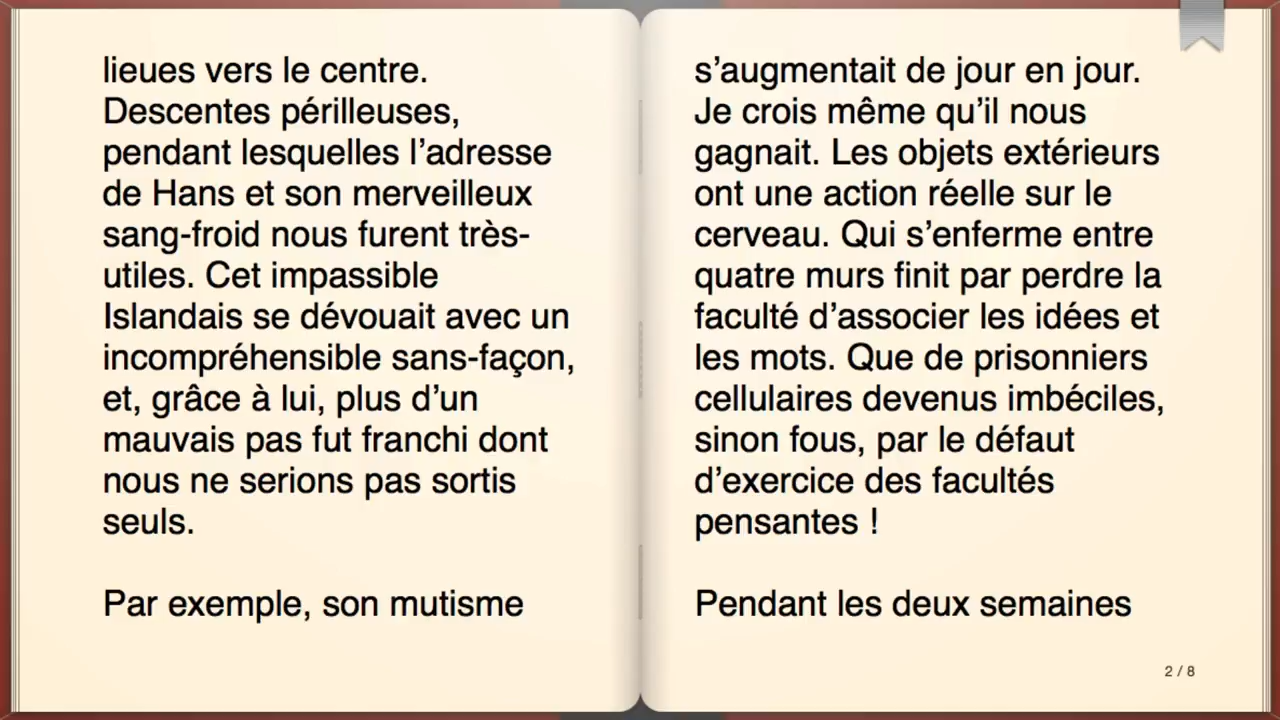 lieues vers le centre.
Descentes périlleuses,
pendant lesquelles l’adresse
de Hans et son merveilleux
sang-froid nous furent très-
utiles. Cet impassible
Islandais se dévouait avec un
incompréhensible sans-façon,
et, grâce à lui, plus d’un
mauvais pas fut franchi dont
nous ne serions pas sortis
seuls.
Par exemple, son mutisme
s’augmentait de jour en jour.
Je crois même qu’il nous
gagnait. Les objets extérieurs
ont une action réelle sur le
cerveau. Qui s’enferme entre
quatre murs finit par perdre la
faculté d’associer les idées et
les mots. Que de prisonniers
cellulaires devenus imbéciles,
sinon fous, par le défaut
d’exercice des facultés
pensantes !
Pendant les deux semaines
2 / 8